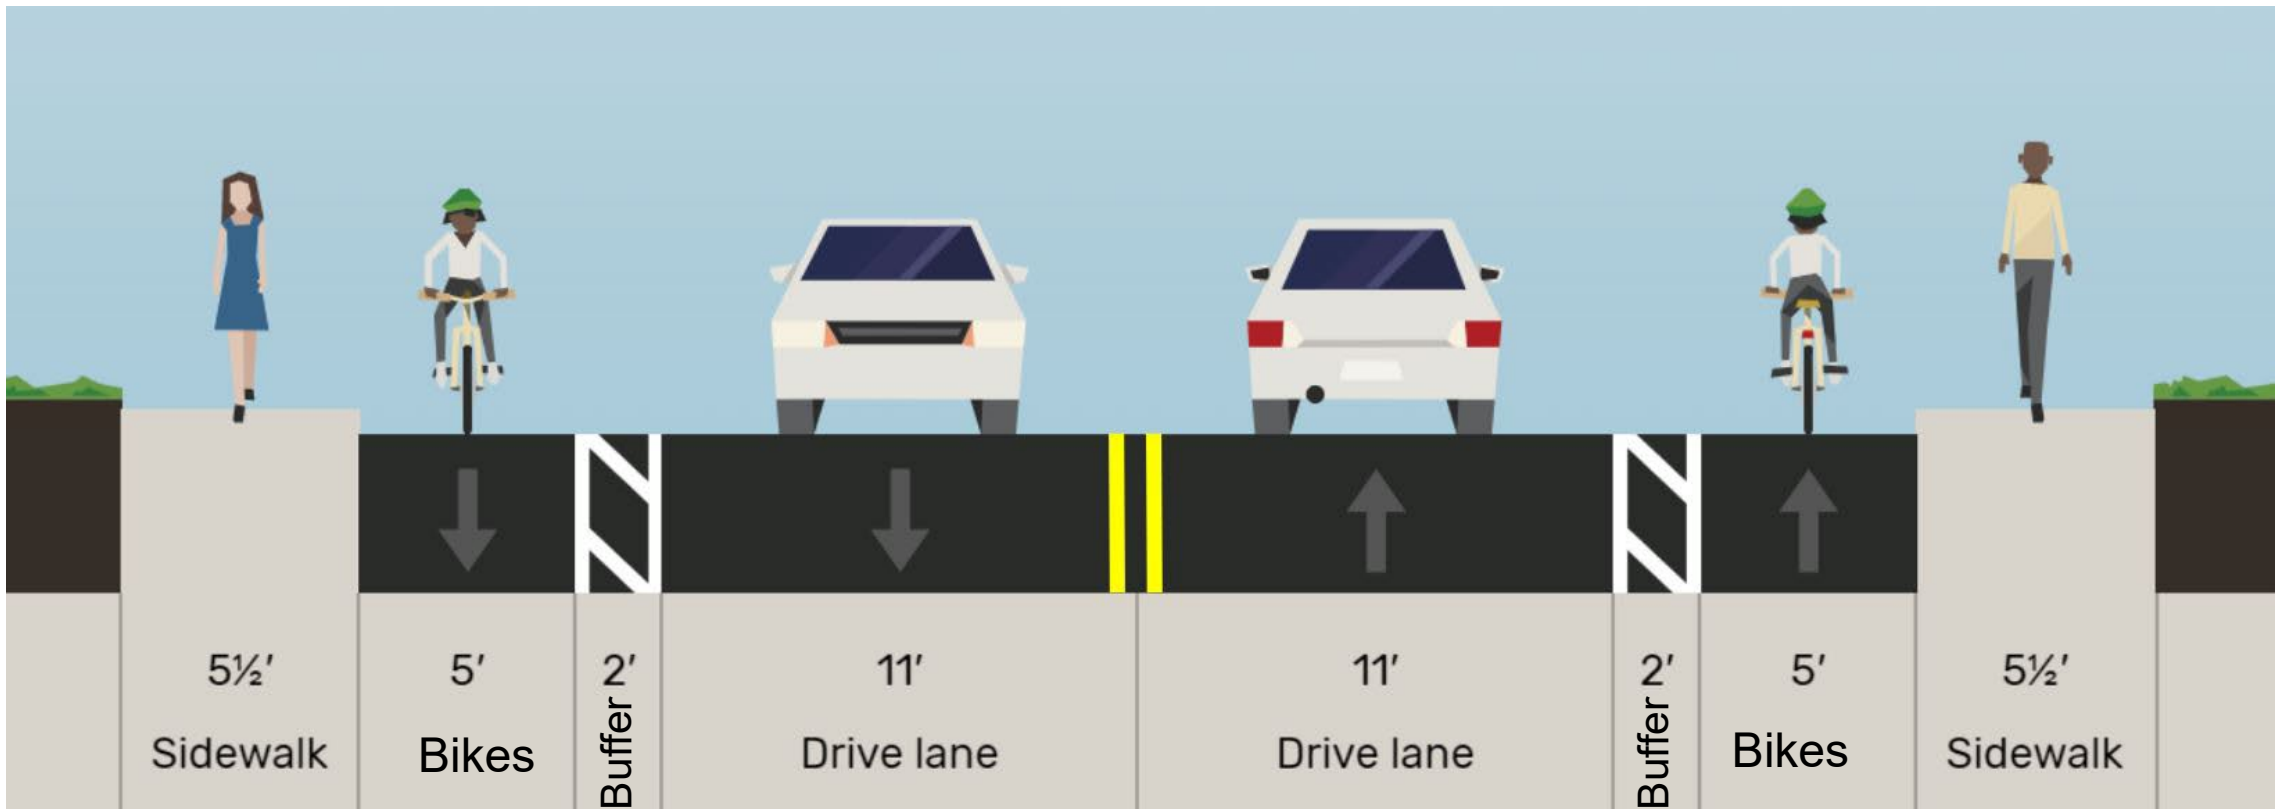 5½′ 5′ 2′ 11′ 11′ 2′ 5′ 5½′
Sidewalk Bikes Buffer Drive lane Drive lane Buffer Bikes Sidewalk